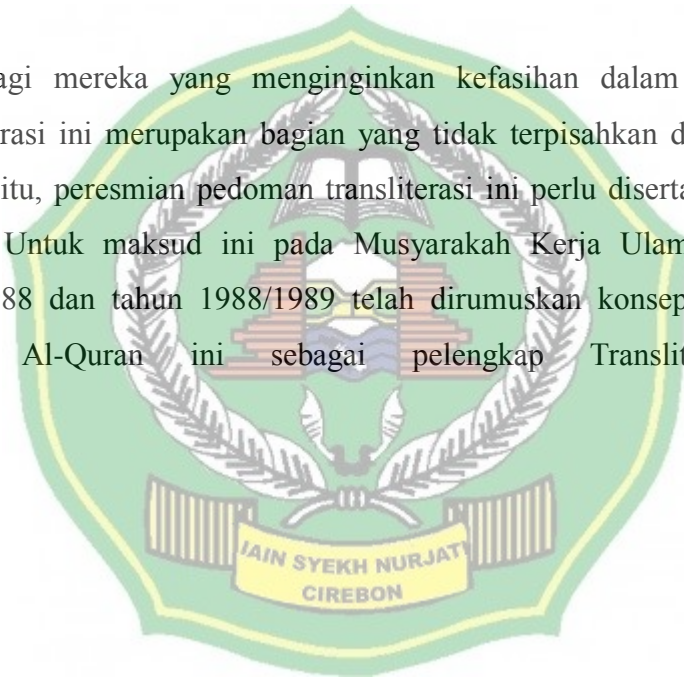 agi mereka yang menginginkan kefasihan dalam
rasi ini merupakan bagian yang tidak terpisahkan d
itu, peresmian pedoman transliterasi ini perlu diserta
Untuk maksud ini pada Musyarakah Kerja Ulam
88 dan tahun 1988/1989 telah dirumuskan konsep
Al-Quran ini sebagai pelengkap Translit
IAIN SYEKH NURJATI
CIREBON